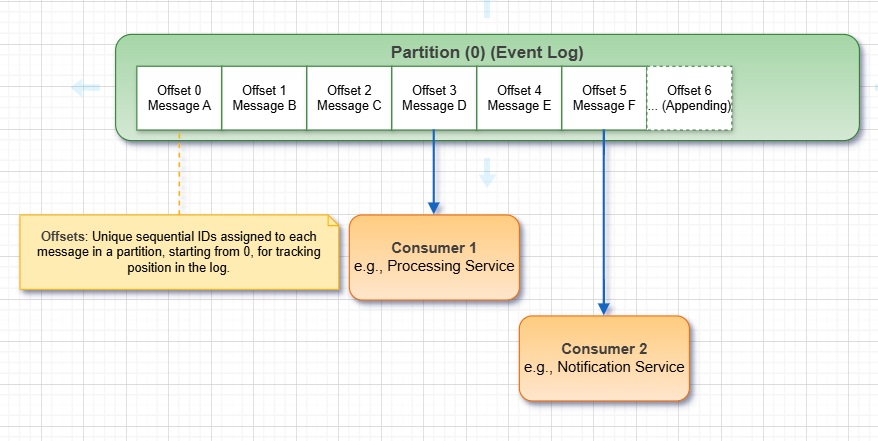 Partition (0) (Event Log)
Offset 0
Message A
Offset 1
Message B
Offset 2
Message C
Offset 3
Message D
Offset 4
Message E
Offset 5
Message F
Offset 6
... (Appending)
Offsets: Unique sequential IDs assigned to each
message in a partition, starting from 0, for tracking
position in the log.
Consumer 1
e.g., Processing Service
Consumer 2
e.g., Notification Service